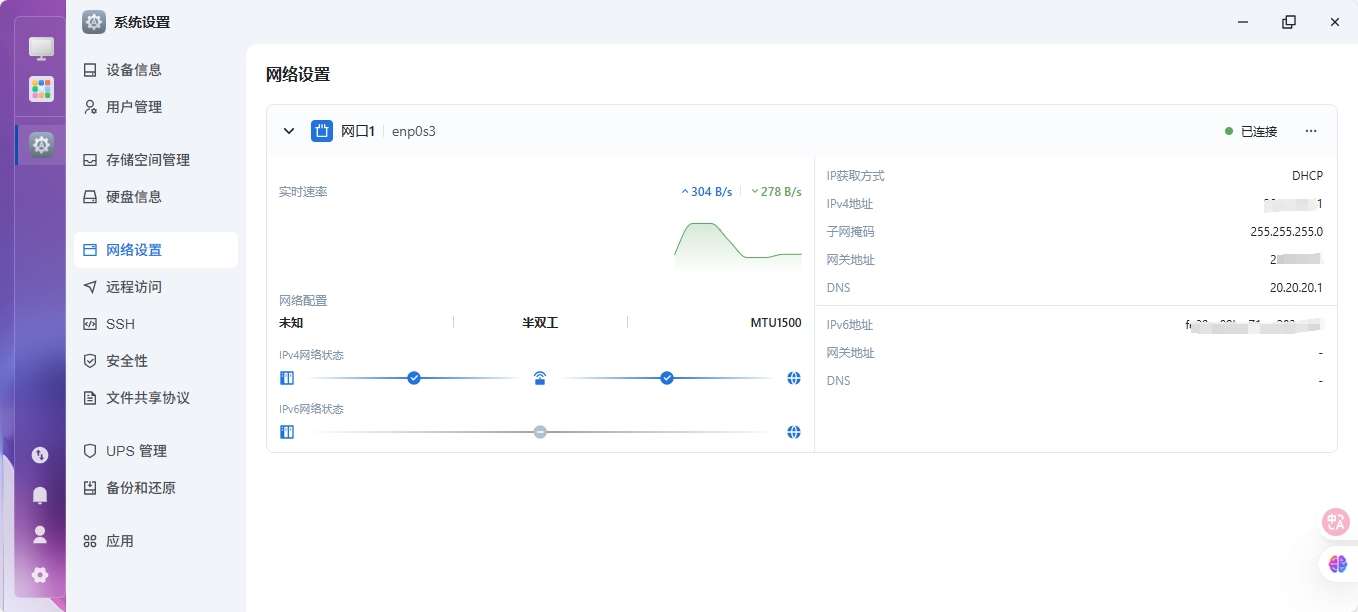 系统设置
设备信息
用户管理
存储空间管理
硬盘信息
网络设置
远程访问
SSH
安全性
文件共享协议
UPS 管理
备份和还原
应用
网络设置
网口1 enp0s3 已连接
实时速率 304 B/s 278 B/s
网络配置
未知 半双工 MTU1500
IPv4网络状态
IPv6网络状态
IP获取方式 DHCP
IPv4地址 1
子网掩码 255.255.255.0
网关地址 2
DNS 20.20.20.1
IPv6地址
网关地址 -
DNS -